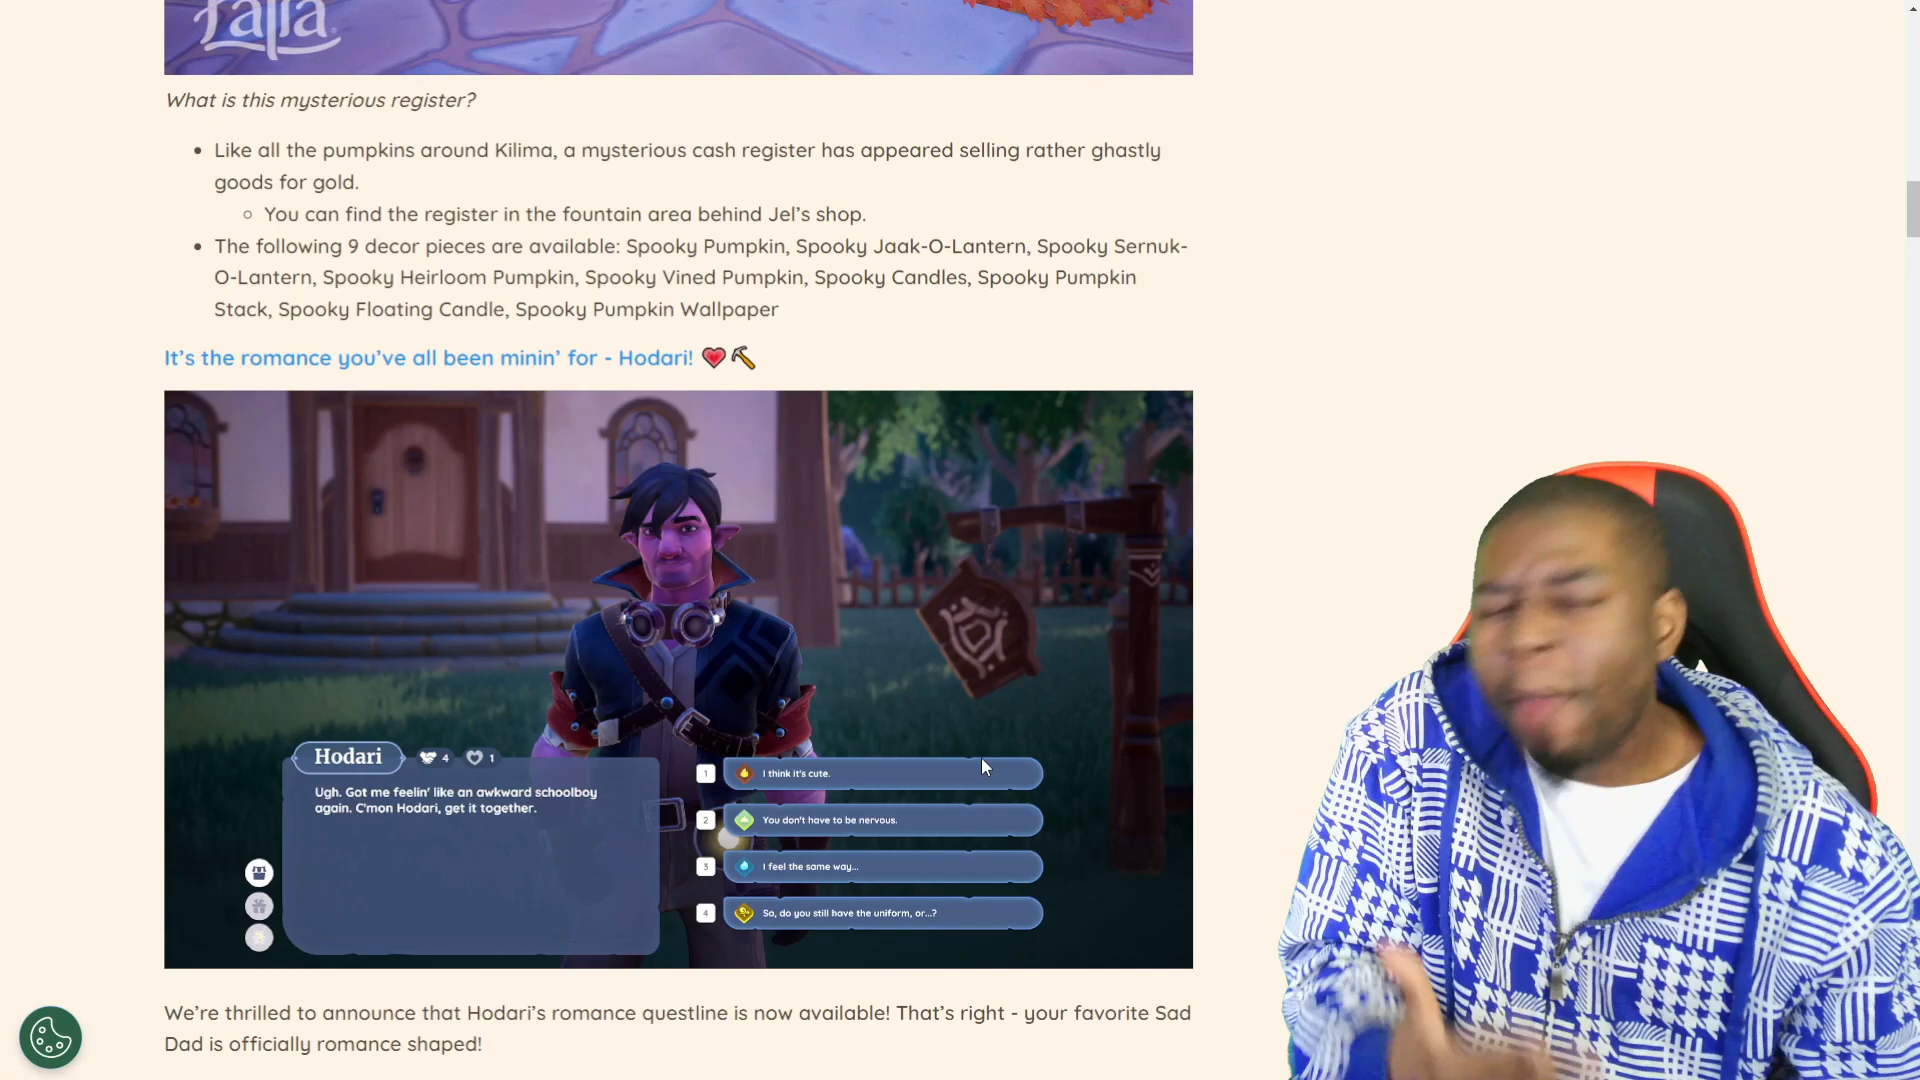 Palia
What is this mysterious register?
• Like all the pumpkins around Kilima, a mysterious cash register has appeared selling rather ghastly
goods for gold.
○ You can find the register in the fountain area behind Jel’s shop.
• The following 9 decor pieces are available: Spooky Pumpkin, Spooky Jaak-O-Lantern, Spooky Sernuk-
O-Lantern, Spooky Heirloom Pumpkin, Spooky Vined Pumpkin, Spooky Candles, Spooky Pumpkin
Stack, Spooky Floating Candle, Spooky Pumpkin Wallpaper
It’s the romance you’ve all been minin’ for - Hodari! ❤️🔨
Hodari 4 1
Ugh. Got me feelin' like an awkward schoolboy
again. C'mon Hodari, get it together.
1 I think it's cute.
2 You don't have to be nervous.
3 I feel the same way...
4 So, do you still have the uniform, or...?
We’re thrilled to announce that Hodari’s romance questline is now available! That’s right - your favorite Sad
Dad is officially romance shaped!